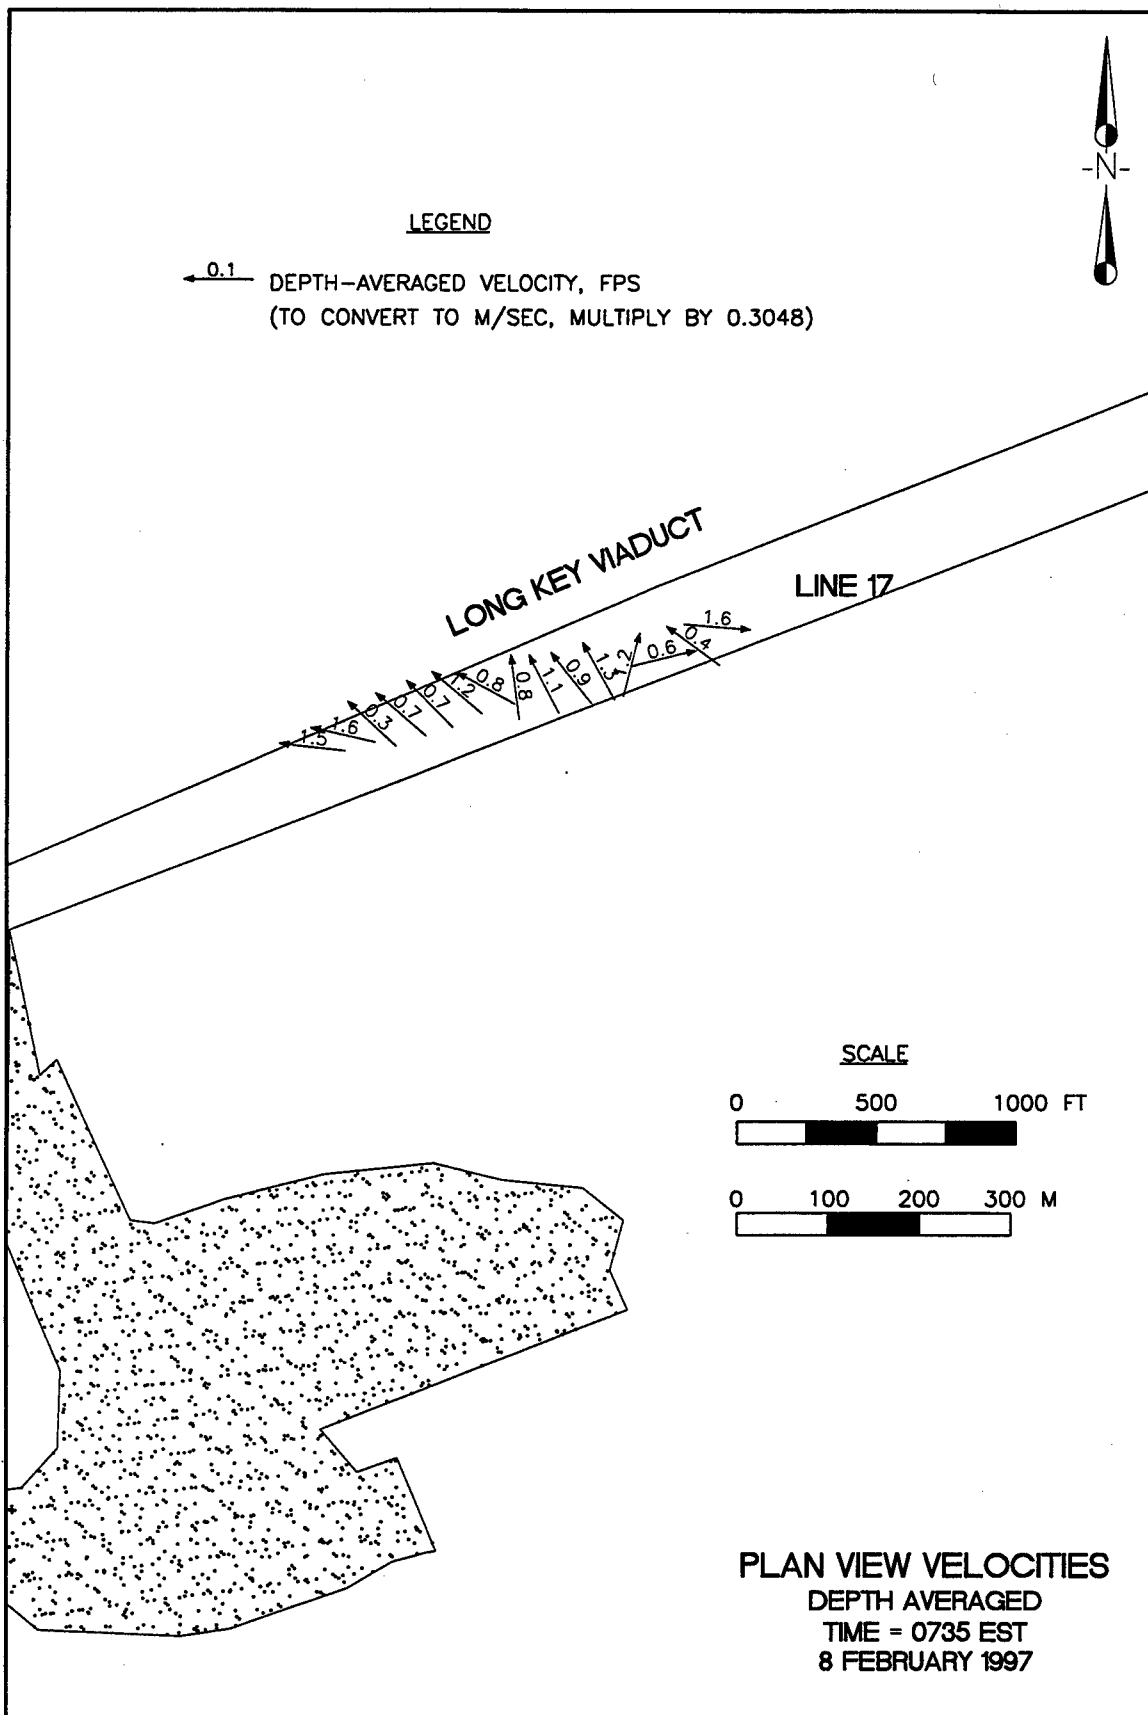 -N-
LEGEND
0.1 DEPTH-AVERAGED VELOCITY, FPS
(TO CONVERT TO M/SEC, MULTIPLY BY 0.3048)
LONG KEY VIADUCT
LINE 17
1.5
1.6
0.3
0.7
0.7
1.2
0.8
0.8
1.1
0.9
1.3
1.2
0.6
0.4
1.6
SCALE
0 500 1000 FT
0 100 200 300 M
PLAN VIEW VELOCITIES
DEPTH AVERAGED
TIME = 0735 EST
8 FEBRUARY 1997